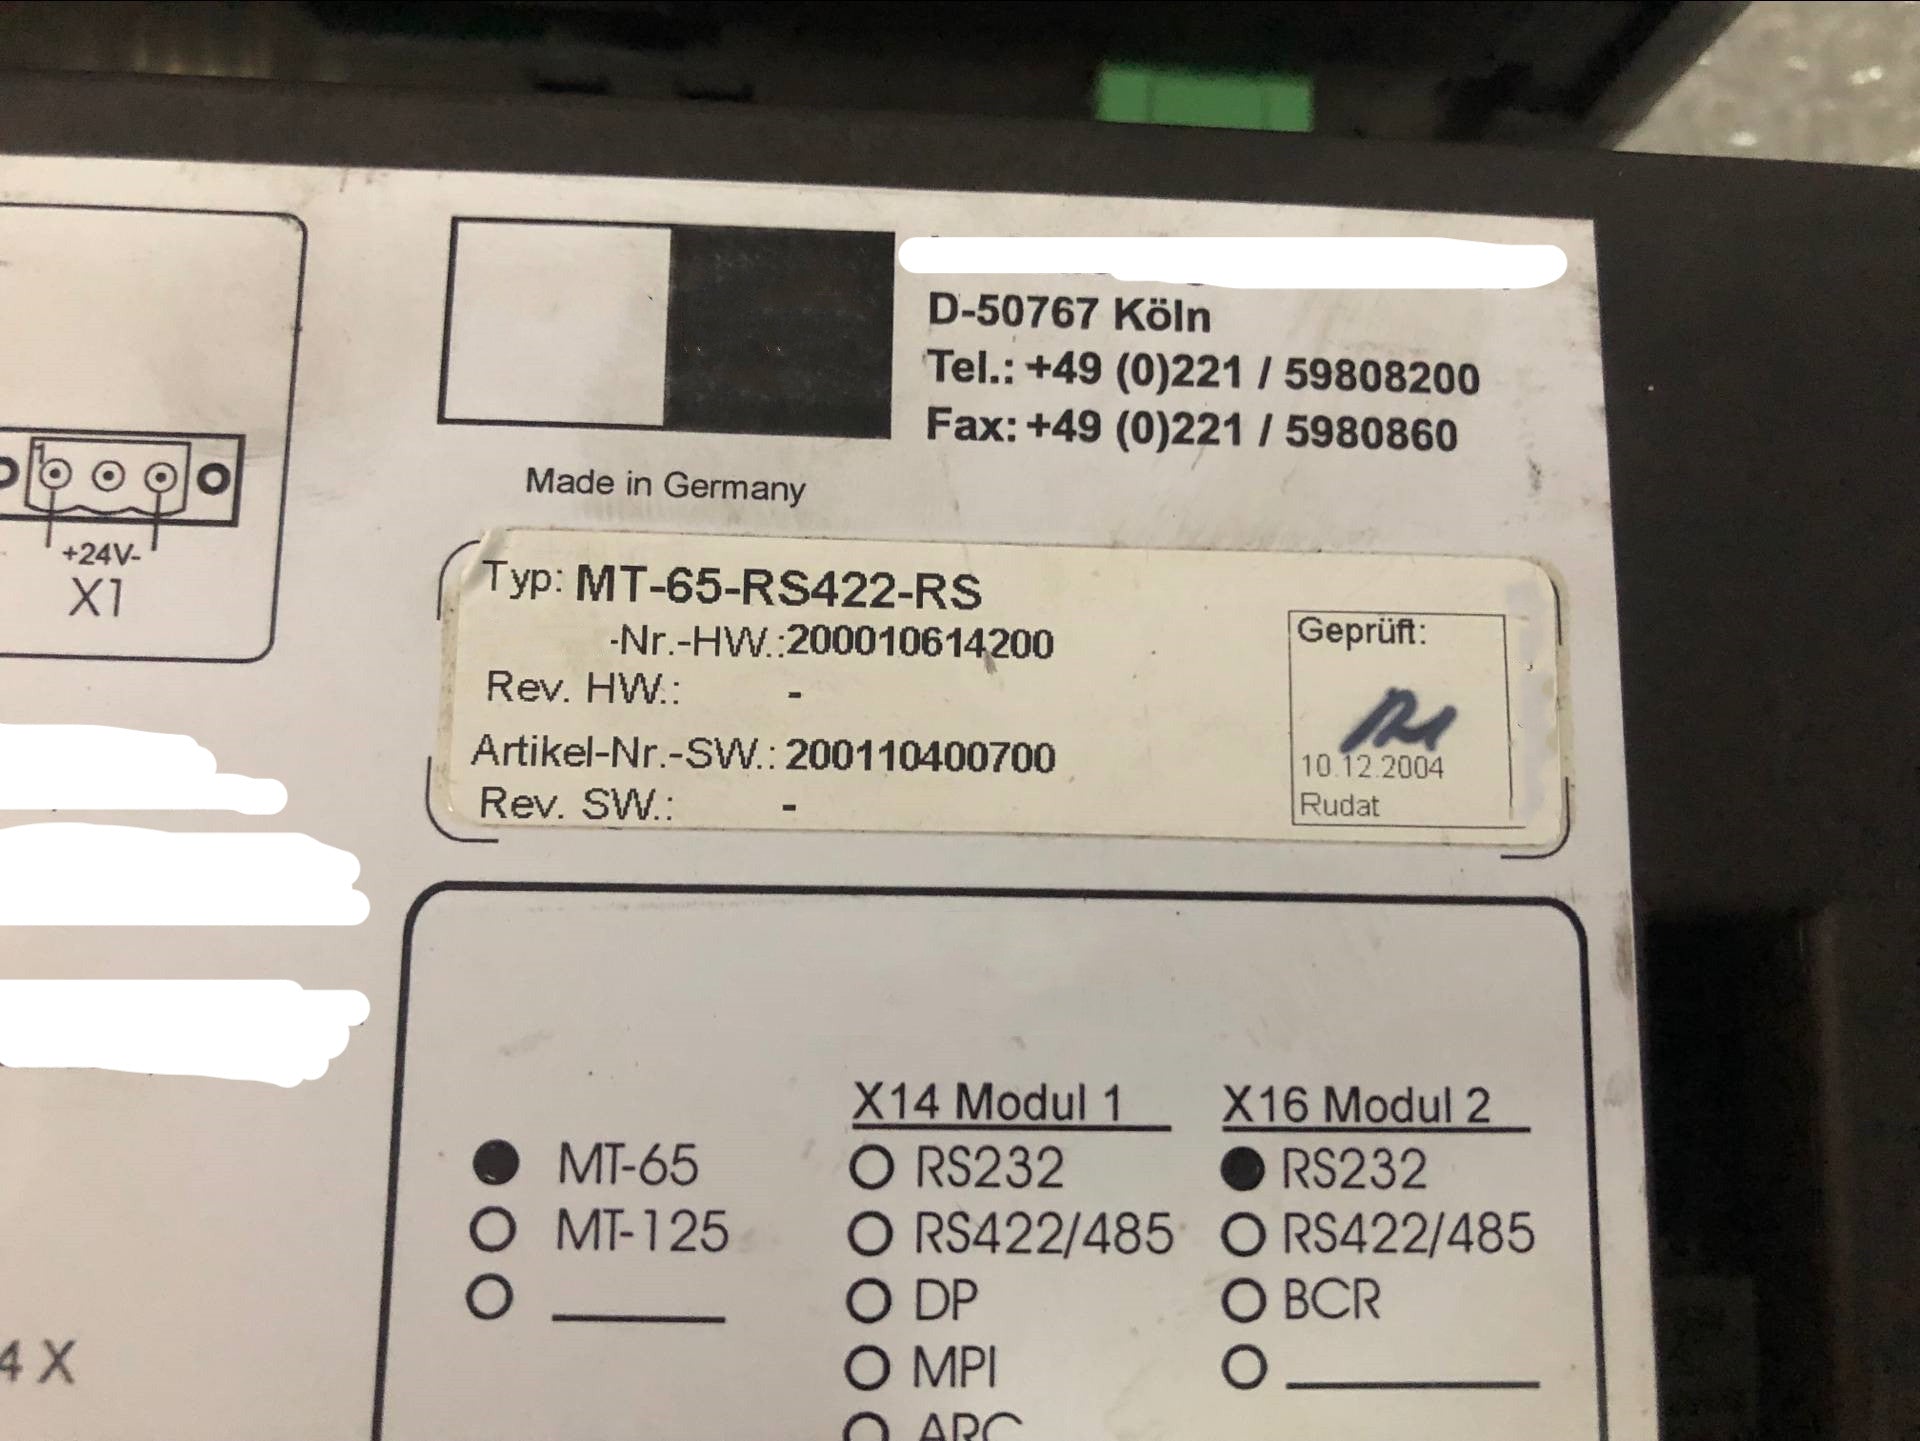 D-50767 Köln
Tel.: +49 (0)221 / 59808200
Fax: +49 (0)221 / 5980860
Made in Germany
1
+24V-
X1
Typ: MT-65-RS422-RS
-Nr.-HW.:200010614200
Rev. HW.: -
Artikel-Nr.-SW.: 200110400700
Rev. SW.: -
Geprüft:
10.12.2004
Rudat
X14 Modul 1 X16 Modul 2
MT-65 RS232 RS232
MT-125 RS422/485 RS422/485
DP BCR
4 X MPI
ARC